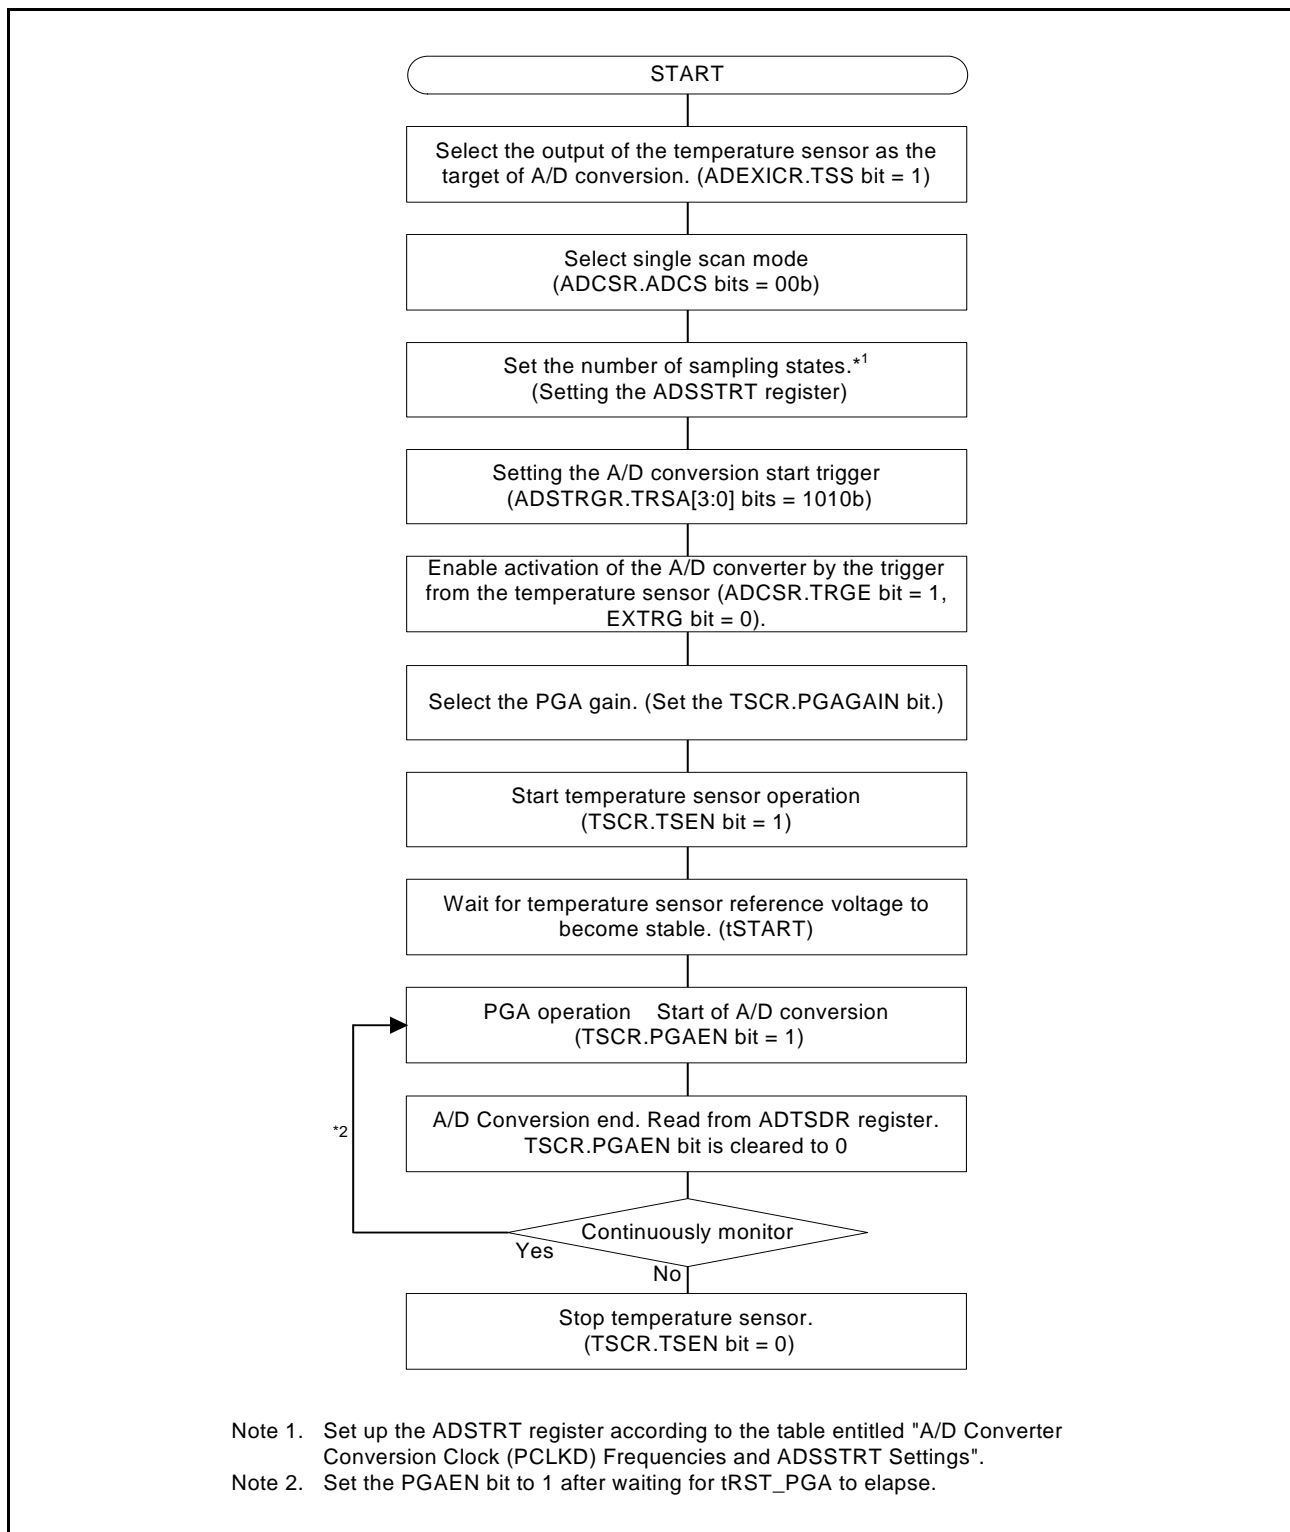 START
Select the output of the temperature sensor as the
target of A/D conversion. (ADEXICR.TSS bit = 1)
Select single scan mode
(ADCSR.ADCS bits = 00b)
Set the number of sampling states.*1
(Setting the ADSSTRT register)
Setting the A/D conversion start trigger
(ADSTRGR.TRSA[3:0] bits = 1010b)
Enable activation of the A/D converter by the trigger
from the temperature sensor (ADCSR.TRGE bit = 1,
EXTRG bit = 0).
Select the PGA gain. (Set the TSCR.PGAGAIN bit.)
Start temperature sensor operation
(TSCR.TSEN bit = 1)
Wait for temperature sensor reference voltage to
become stable. (tSTART)
PGA operation    Start of A/D conversion
(TSCR.PGAEN bit = 1)
A/D Conversion end. Read from ADTSDR register.
TSCR.PGAEN bit is cleared to 0
*2
Continuously monitor
Yes
No
Stop temperature sensor.
(TSCR.TSEN bit = 0)
Note 1. Set up the ADSTRT register according to the table entitled "A/D Converter
Conversion Clock (PCLKD) Frequencies and ADSSTRT Settings".
Note 2. Set the PGAEN bit to 1 after waiting for tRST_PGA to elapse.